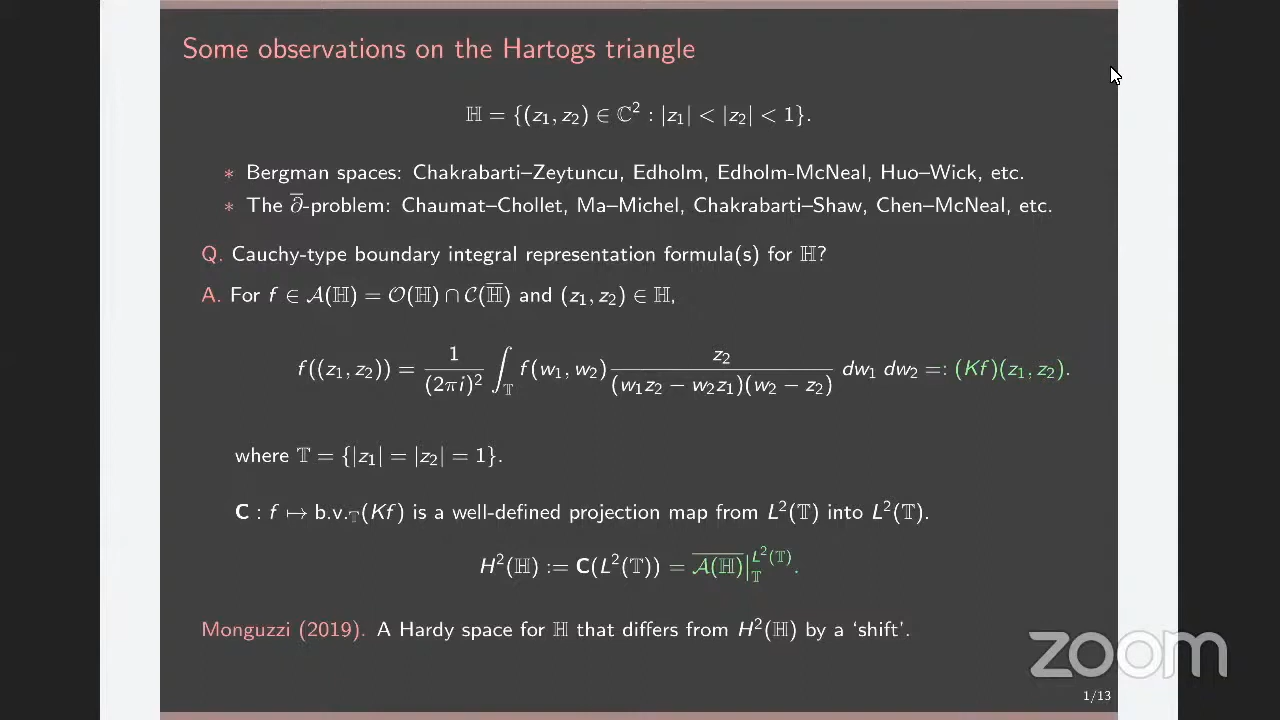 Some observations on the Hartogs triangle
ℍ = {(z₁, z₂) ∈ ℂ² : |z₁| < |z₂| < 1}.
* Bergman spaces: Chakrabarti–Zeytuncu, Edholm, Edholm-McNeal, Huo–Wick, etc.
* The ∂̅-problem: Chaumat–Chollet, Ma–Michel, Chakrabarti–Shaw, Chen–McNeal, etc.
Q. Cauchy-type boundary integral representation formula(s) for ℍ?
A. For f ∈ 𝒜(ℍ) = 𝒪(ℍ) ∩ 𝒞(ℍ̅) and (z₁, z₂) ∈ ℍ,
f((z₁, z₂)) = 1/(2πi)² ∫_𝕋 f(w₁, w₂) z₂/((w₁z₂ − w₂z₁)(w₂ − z₂)) dw₁ dw₂ =: (Kf)(z₁, z₂).
where 𝕋 = {|z₁| = |z₂| = 1}.
C : f ↦ b.v._𝕋(Kf) is a well-defined projection map from L²(𝕋) into L²(𝕋).
H²(ℍ) := C(L²(𝕋)) = \overline{𝒜(ℍ)}|_𝕋^{L²(𝕋)}.
Monguzzi (2019). A Hardy space for ℍ that differs from H²(ℍ) by a ‘shift’.
zoom
1/13